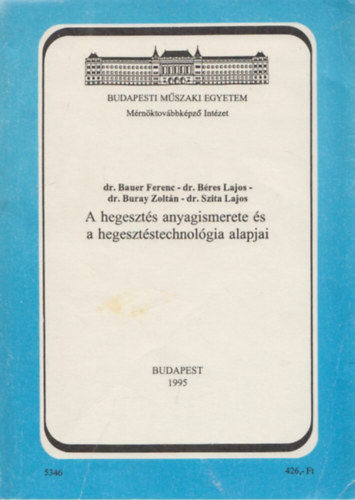 BUDAPESTI MŰSZAKI EGYETEM
Mérnöktovábbképző Intézet
dr. Bauer Ferenc - dr. Béres Lajos -
dr. Buray Zoltán - dr. Szita Lajos
A hegesztés anyagismerete és
a hegesztéstechnológia alapjai
BUDAPEST
1995
5346
426,- Ft